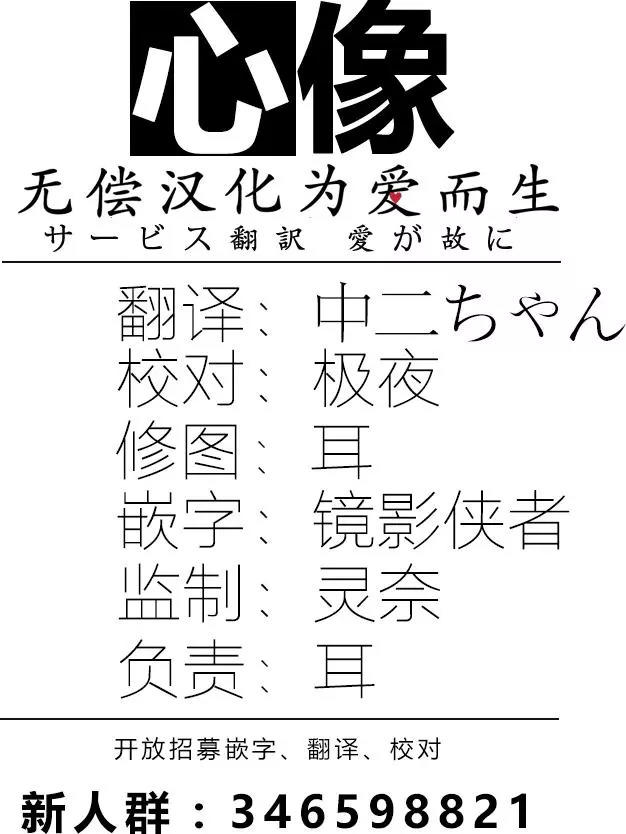 心像
无偿汉化为爱而生
サービス翻訳 愛が故に
翻译：中二ちゃん
校对：极夜
修图：耳
嵌字：镜影侠者
监制：灵奈
负责：耳
开放招募嵌字、翻译、校对
新人群：346598821